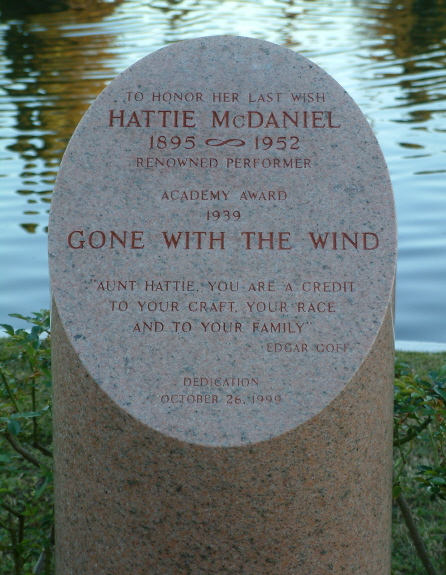 TO HONOR HER LAST WISH
HATTIE McDANIEL
1895 ~ 1952
RENOWNED PERFORMER
ACADEMY AWARD
1939
GONE WITH THE WIND
"AUNT HATTIE, YOU ARE A CREDIT
TO YOUR CRAFT, YOUR RACE
AND TO YOUR FAMILY"
EDGAR GOFF
DEDICATION
OCTOBER 26, 1999